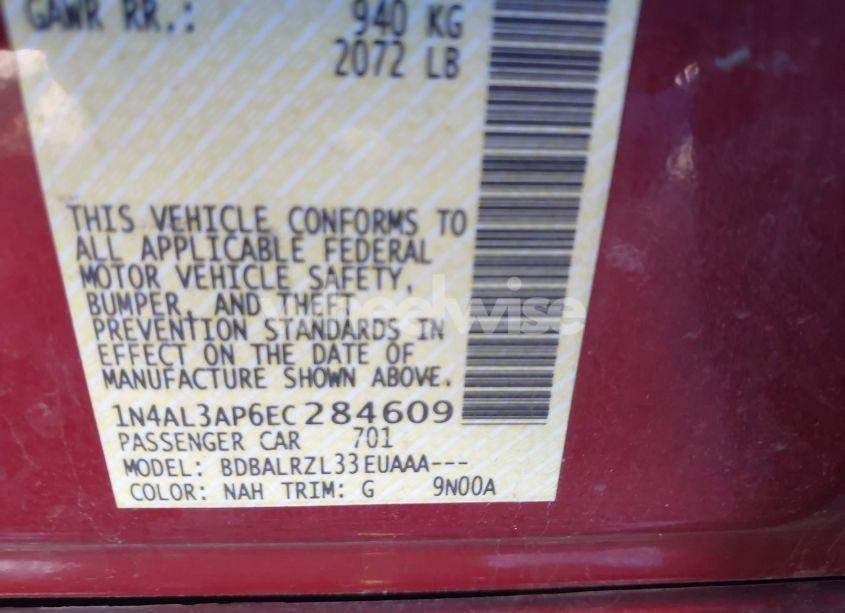 GAWR RR.: 940 KG
2072 LB
THIS VEHICLE CONFORMS TO
ALL APPLICABLE FEDERAL
MOTOR VEHICLE SAFETY,
BUMPER, AND THEFT
PREVENTION STANDARDS IN
EFFECT ON THE DATE OF
MANUFACTURE SHOWN ABOVE.
1N4AL3AP6EC284609
PASSENGER CAR 701
MODEL: BDBALRZL33EUAAA---
COLOR: NAH TRIM: G 9N00A
wheelwise